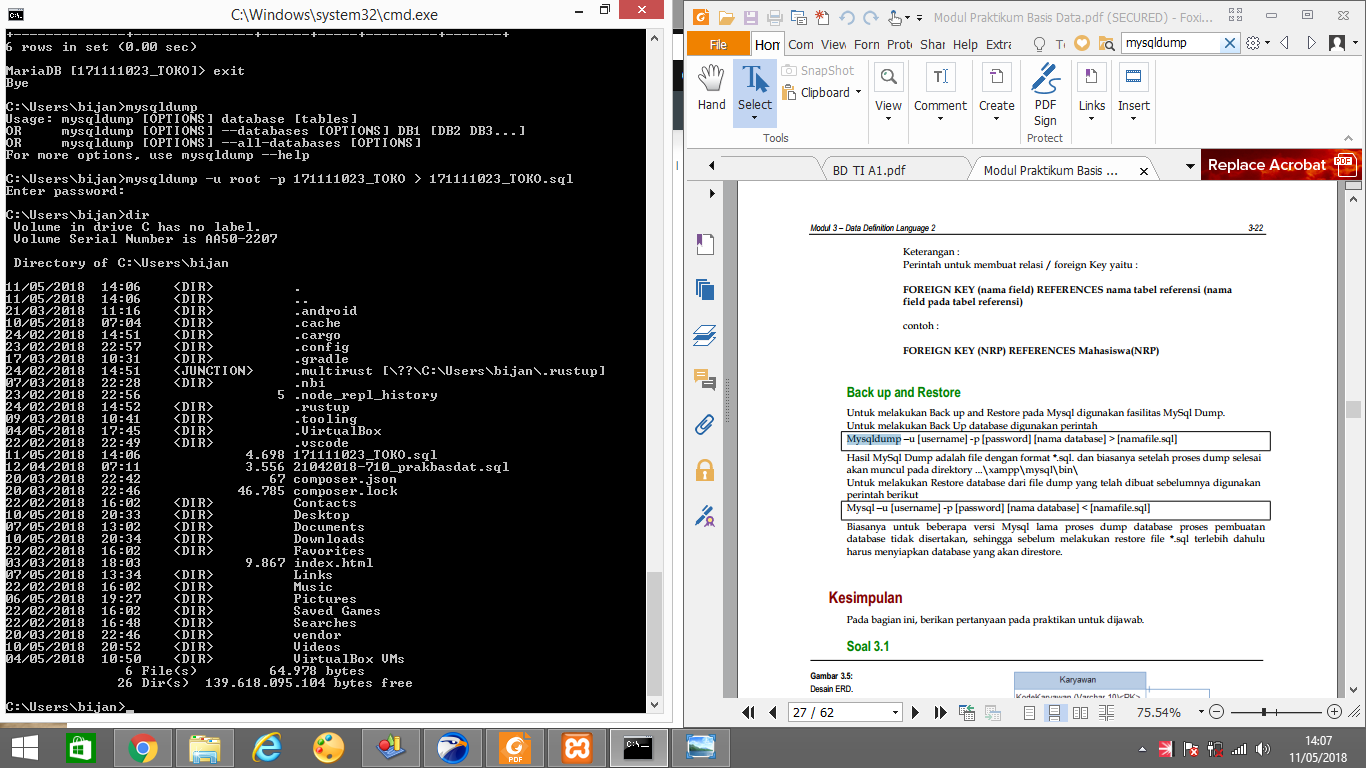 C:\Windows\system32\cmd.exe
6 rows in set (0.00 sec)
MariaDB [171111023_TOKO]> exit
Bye
C:\Users\bijan>mysqldump
Usage: mysqldump [OPTIONS] database [tables]
OR     mysqldump [OPTIONS] --databases [OPTIONS] DB1 [DB2 DB3...]
OR     mysqldump [OPTIONS] --all-databases [OPTIONS]
For more options, use mysqldump --help
C:\Users\bijan>mysqldump -u root -p 171111023_TOKO > 171111023_TOKO.sql
Enter password:
C:\Users\bijan>dir
Volume in drive C has no label.
Volume Serial Number is AA50-2207
Directory of C:\Users\bijan
11/05/2018  14:06    <DIR>          .
11/05/2018  14:06    <DIR>          ..
21/03/2018  11:16    <DIR>          .android
10/05/2018  07:04    <DIR>          .cache
24/02/2018  14:51    <DIR>          .cargo
23/02/2018  22:57    <DIR>          .config
17/03/2018  10:31    <DIR>          .gradle
24/02/2018  14:51    <JUNCTION>     .multirust [\??\C:\Users\bijan\.rustup]
07/03/2018  22:28    <DIR>          .nbi
23/02/2018  22:56                 5 .node_repl_history
24/02/2018  14:52    <DIR>          .rustup
09/03/2018  10:41    <DIR>          .tooling
04/05/2018  17:45    <DIR>          .VirtualBox
22/02/2018  22:49    <DIR>          .vscode
11/05/2018  14:06             4.698 171111023_TOKO.sql
12/04/2018  07:11             3.556 21042018-710_prakbasdat.sql
20/03/2018  22:42                67 composer.json
20/03/2018  22:46            46.785 composer.lock
22/02/2018  16:02    <DIR>          Contacts
10/05/2018  20:33    <DIR>          Desktop
07/05/2018  13:02    <DIR>          Documents
10/05/2018  20:34    <DIR>          Downloads
22/02/2018  16:02    <DIR>          Favorites
03/03/2018  18:03             9.867 index.html
07/05/2018  13:34    <DIR>          Links
22/02/2018  16:02    <DIR>          Music
06/05/2018  19:27    <DIR>          Pictures
22/02/2018  16:02    <DIR>          Saved Games
22/02/2018  16:48    <DIR>          Searches
20/03/2018  22:46    <DIR>          vendor
10/05/2018  20:52    <DIR>          Videos
04/05/2018  10:50    <DIR>          VirtualBox VMs
6 File(s)         64.978 bytes
26 Dir(s)  139.618.095.104 bytes free
C:\Users\bijan>_
Modul Praktikum Basis Data.pdf (SECURED) - Foxi...
File Hom Com View Forn Prote Shar Help Extra Te mysqldump
Hand Select SnapShot Clipboard View Comment Create PDF Sign Links Insert
Tools Protect
BD TI A1.pdf Modul Praktikum Basis ... Replace Acrobat PDF
Modul 3 – Data Definition Language 2 3-22
Keterangan :
Perintah untuk membuat relasi / foreign Key yaitu :
FOREIGN KEY (nama field) REFERENCES nama tabel referensi (nama
field pada tabel referensi)
contoh :
FOREIGN KEY (NRP) REFERENCES Mahasiswa(NRP)
Back up and Restore
Untuk melakukan Back up and Restore pada Mysql digunakan fasilitas MySql Dump.
Untuk melakukan Back Up database digunakan perintah
Mysqldump –u [username] -p [password] [nama database] > [namafile.sql]
Hasil MySql Dump adalah file dengan format *.sql. dan biasanya setelah proses dump selesai
akan muncul pada direktory ...\xampp\mysql\bin\
Untuk melakukan Restore database dari file dump yang telah dibuat sebelumnya digunakan
perintah berikut
Mysql –u [username] -p [password] [nama database] < [namafile.sql]
Biasanya untuk beberapa versi Mysql lama proses dump database proses pembuatan
database tidak disertakan, sehingga sebelum melakukan restore file *.sql terlebih dahulu
harus menyiapkan database yang akan direstore.
Kesimpulan
Pada bagian ini, berikan pertanyaan pada praktikan untuk dijawab.
Soal 3.1
Gambar 3.5:
Desain ERD.
Karyawan
KodeKaryawan (Varchar 10)<PK>
27 / 62 75.54%
14:07
11/05/2018